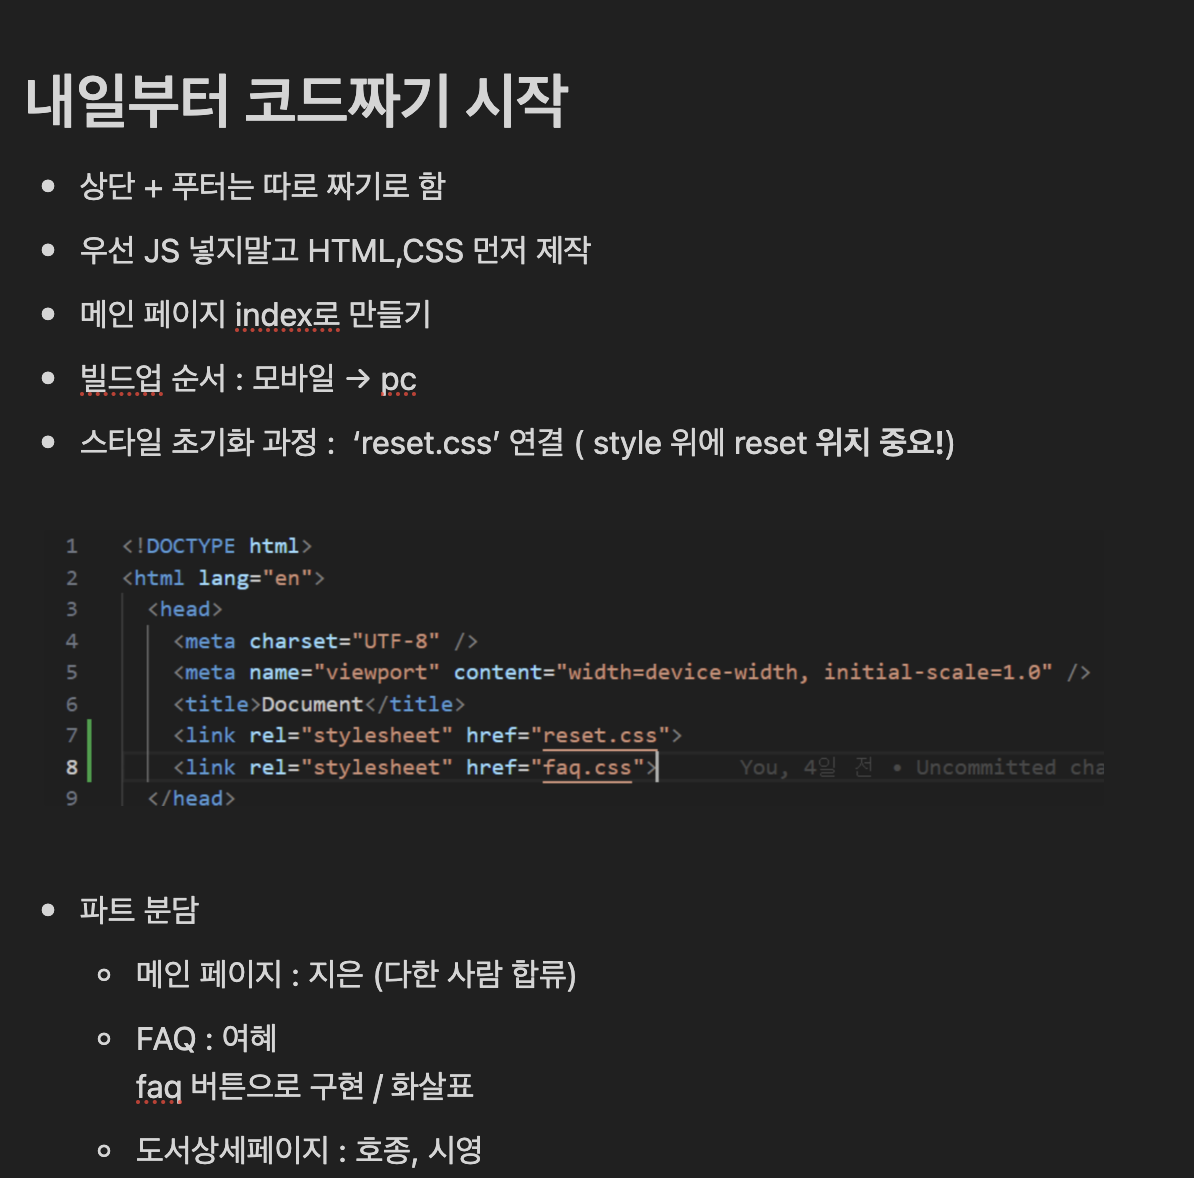 내일부터 코드짜기 시작
• 상단 + 푸터는 따로 짜기로 함
• 우선 JS 넣지말고 HTML,CSS 먼저 제작
• 메인 페이지 index로 만들기
• 빌드업 순서 : 모바일 → pc
• 스타일 초기화 과정 :  ‘reset.css’ 연결 ( style 위에 reset 위치 중요!)
1 <!DOCTYPE html>
2 <html lang="en">
3 <head>
4 <meta charset="UTF-8" />
5 <meta name="viewport" content="width=device-width, initial-scale=1.0" />
6 <title>Document</title>
7 <link rel="stylesheet" href="reset.css">
8 <link rel="stylesheet" href="faq.css"> You, 4일 전 • Uncommitted cha
9 </head>
• 파트 분담
◦ 메인 페이지 : 지은 (다한 사람 합류)
◦ FAQ : 여혜
faq 버튼으로 구현 / 화살표
◦ 도서상세페이지 : 호종, 시영